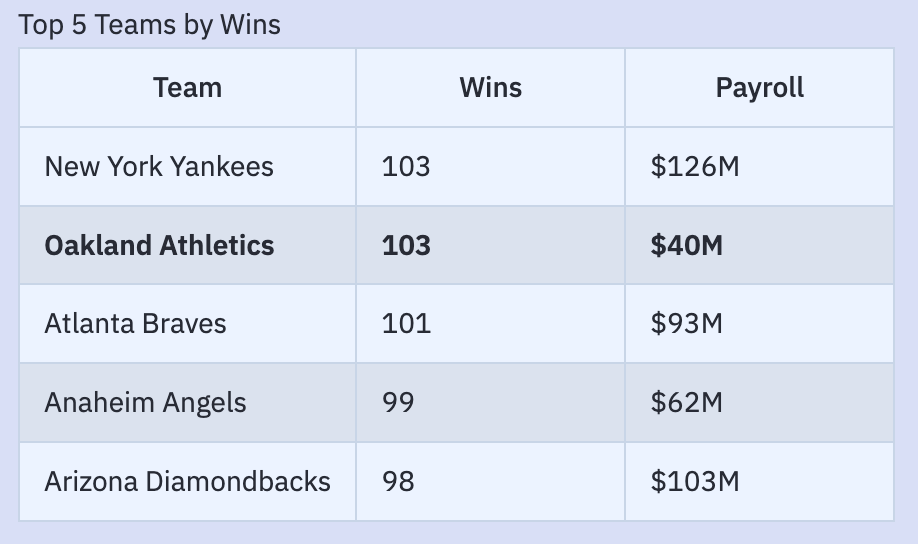 Top 5 Teams by Wins
Team Wins Payroll
New York Yankees 103 $126M
Oakland Athletics 103 $40M
Atlanta Braves 101 $93M
Anaheim Angels 99 $62M
Arizona Diamondbacks 98 $103M